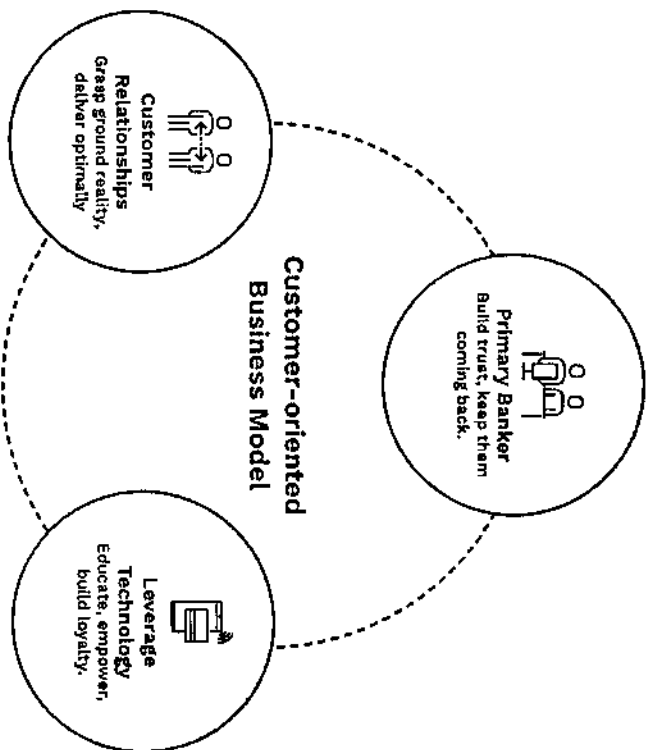 Primary Banker
Build trust, keep them
coming back.
Customer-oriented
Business Model
Customer
Relationships
Grasp ground reality,
deliver optimally
Leverage
Technology
Educate, empower,
build loyalty.